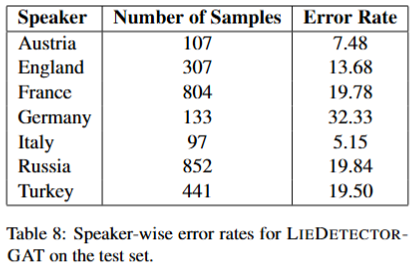 Speaker Number of Samples Error Rate
Austria 107 7.48
England 307 13.68
France 804 19.78
Germany 133 32.33
Italy 97 5.15
Russia 852 19.84
Turkey 441 19.50
Table 8: Speaker-wise error rates for LIEDETECTOR-
GAT on the test set.